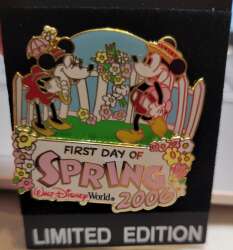 FIRST DAY OF
SPRING
Walt Disney World
2006
LIMITED EDITION